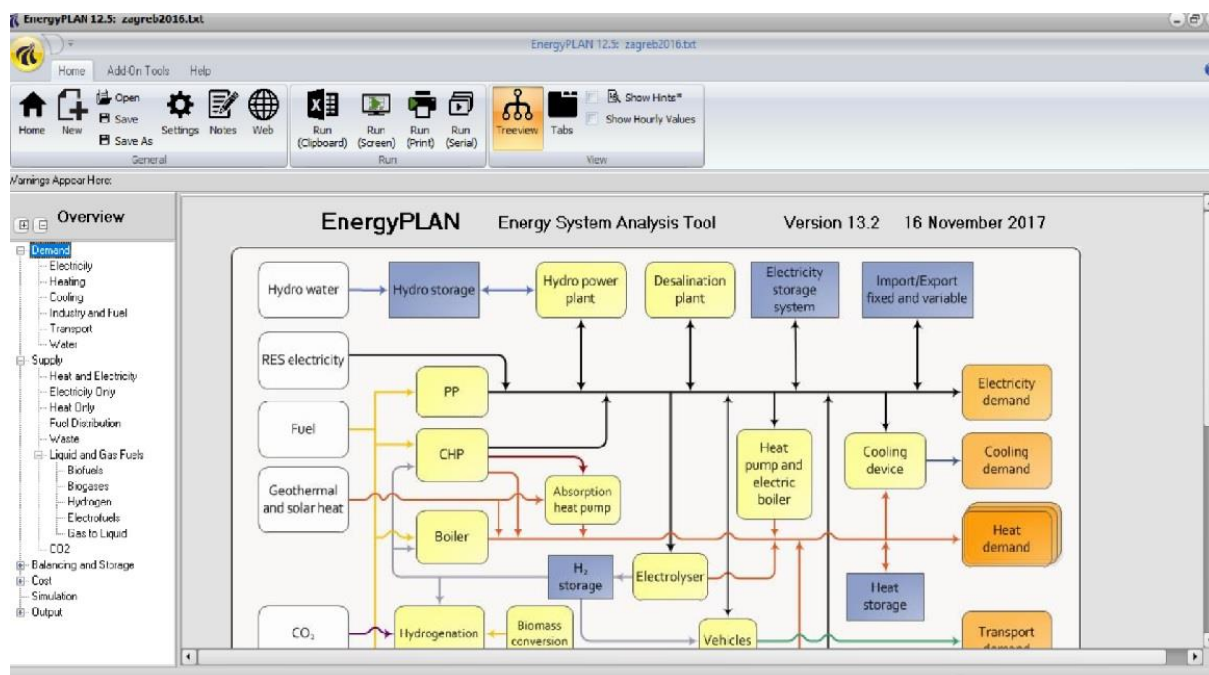 EnergyPLAN 12.5: zagreb2016.txt
EnergyPLAN 12.5: zagreb2016.txt
Home Add-On Tools Help
Home
New
Open
Save
Save As
Settings
Notes
Web
General
Run
(Clipboard)
Run
(Screen)
Run
(Print)
Run
(Serial)
Run
Treeview
Tabs
Show Hints*
Show Hourly Values
View
Warnings Appear Here:
Overview
Demand
Electricity
Heating
Cooling
Industry and Fuel
Transport
Water
Supply
Heat and Electricity
Electricity Only
Heat Only
Fuel Distribution
Waste
Liquid and Gas Fuels
Biofuels
Biogases
Hydrogen
Electrofuels
Gas to Liquid
CO2
Balancing and Storage
Cost
Simulation
Output
EnergyPLAN Energy System Analysis Tool Version 13.2 16 November 2017
Hydro water
Hydro storage
Hydro power
plant
Desalination
plant
Electricity
storage
system
Import/Export
fixed and variable
RES electricity
PP
Electricity
demand
Fuel
CHP
Heat
pump and
electric
boiler
Cooling
device
Cooling
demand
Geothermal
and solar heat
Absorption
heat pump
Boiler
Heat
demand
H₂
storage
Electrolyser
Heat
storage
CO₂
Hydrogenation
Biomass
conversion
Vehicles
Transport
demand